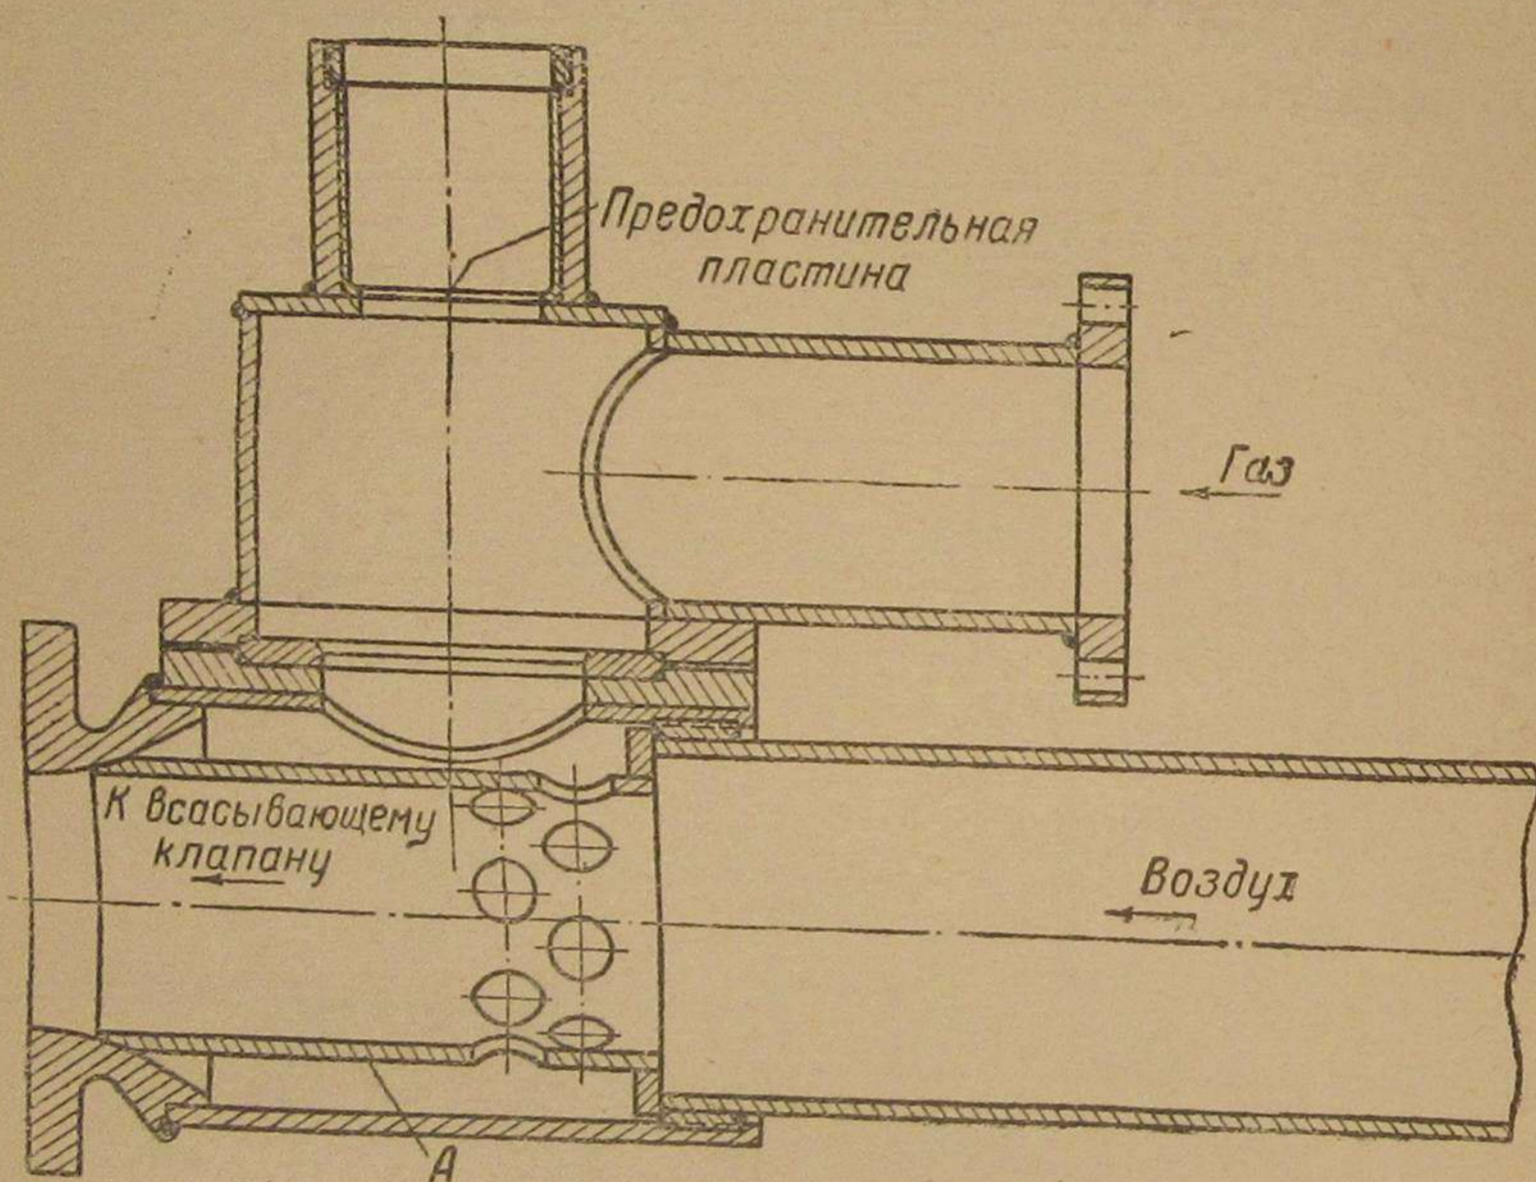 Предохранительная
пластина
Газ
К всасывающему
клапану
Воздух
А